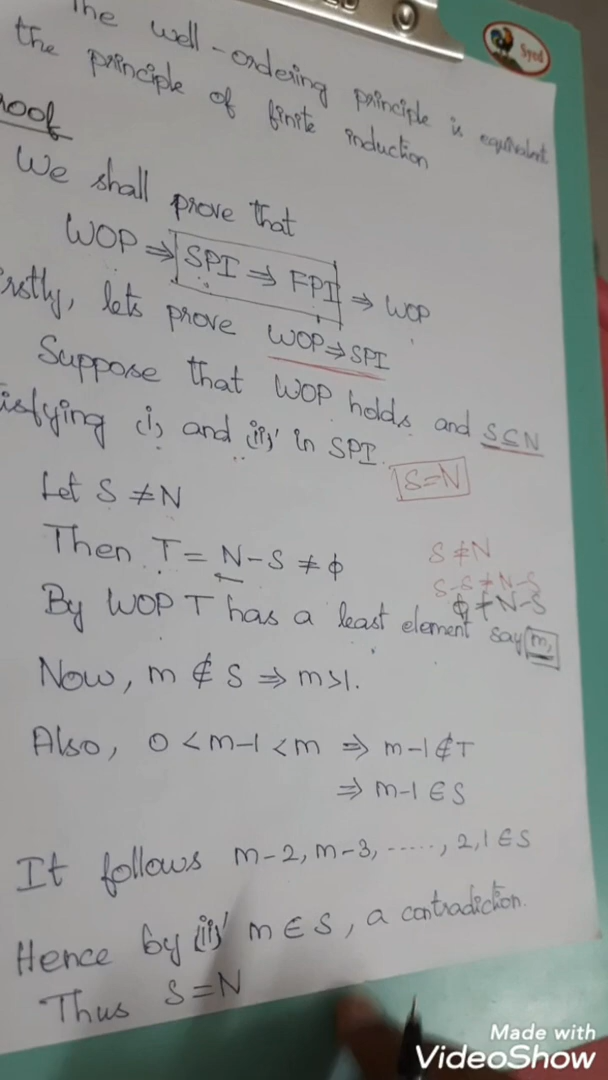 The well-ordering principle is equivalent
the principle of finite induction
Syed
roof
We shall prove that
WOP ⇒ SPI ⇒ FPI ⇒ WOP
rstly, lets prove WOP⇒SPI
Suppose that WOP holds and S⊆N
isfying (i) and (ii)' in SPI.
S=N
Let S ≠ N
Then T = N-S ≠ ϕ
S ≠ N
S-S ≠ N-S
ϕ ≠ N-S
By WOP T has a least element say m,
Now, m ∉ S ⇒ m>1.
Also, 0 < m-1 < m ⇒ m-1 ∉ T
⇒ m-1 ∈ S
It follows m-2, m-3, ....., 2,1 ∈ S
Hence by (ii)' m ∈ S, a contradiction.
Thus S = N
Made with
VideoShow